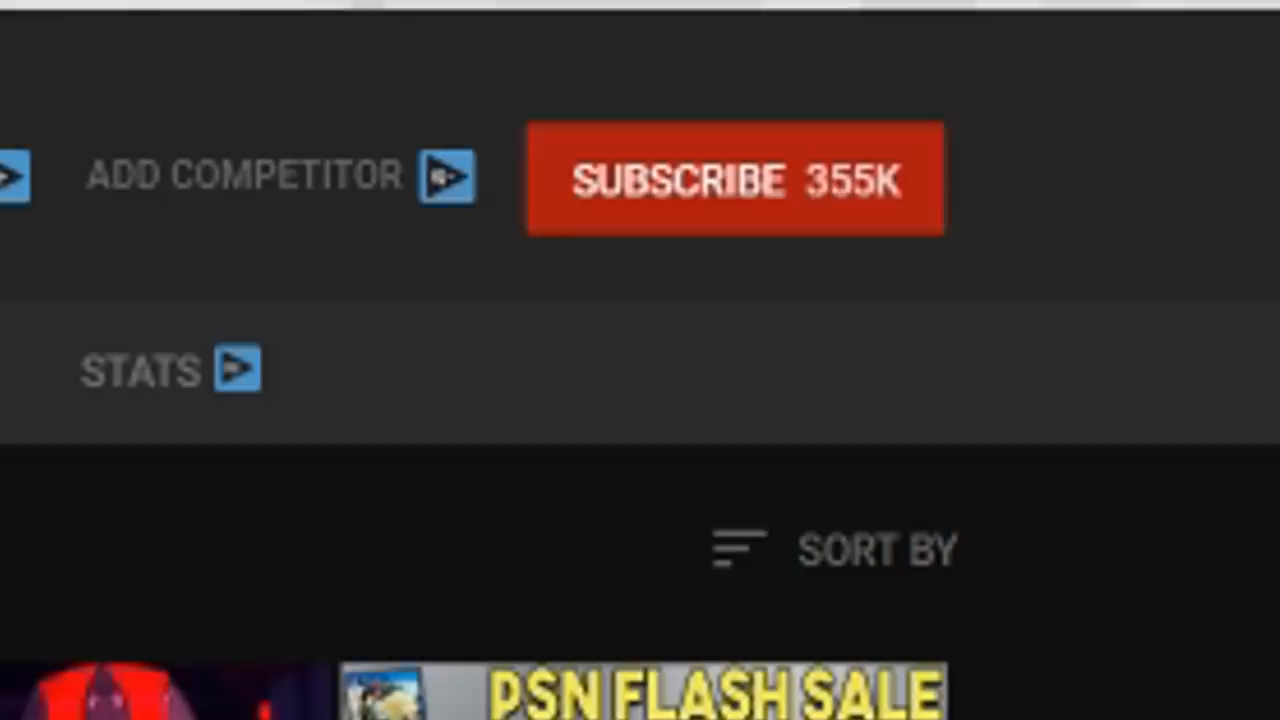 ADD COMPETITOR
SUBSCRIBE 355K
STATS
SORT BY
PSN FLASH SALE